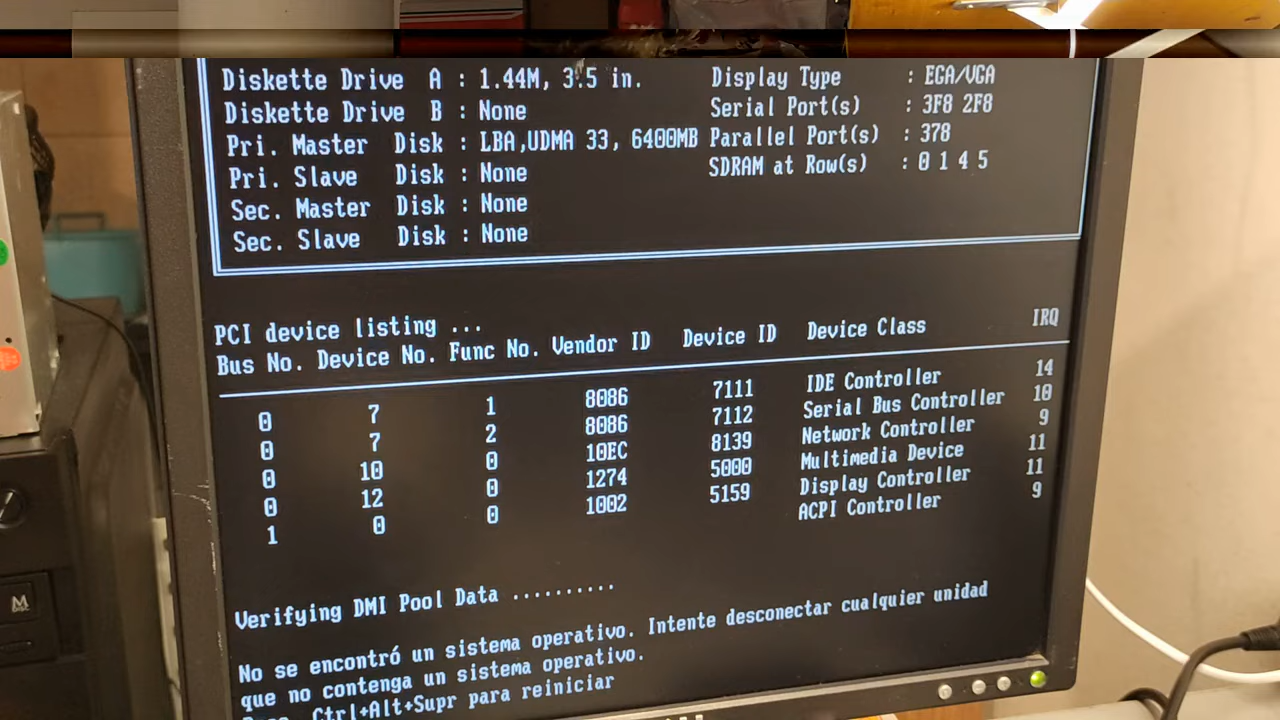 Diskette Drive A : 1.44M, 3.5 in. Display Type : EGA/VGA
Diskette Drive B : None Serial Port(s) : 3F8 2F8
Pri. Master Disk : LBA,UDMA 33, 6400MB Parallel Port(s) : 378
Pri. Slave Disk : None SDRAM at Row(s) : 0 1 4 5
Sec. Master Disk : None
Sec. Slave Disk : None
PCI device listing ...
Bus No. Device No. Func No. Vendor ID Device ID Device Class IRQ
0 7 1 8086 7111 IDE Controller 14
0 7 2 8086 7112 Serial Bus Controller 10
0 10 0 10EC 8139 Network Controller 9
0 12 0 1274 5000 Multimedia Device 11
1 0 0 1002 5159 Display Controller 11
ACPI Controller 9
Verifying DMI Pool Data ..........
No se encontró un sistema operativo. Intente desconectar cualquier unidad
que no contenga un sistema operativo.
Ctrl+Alt+Supr para reiniciar
M